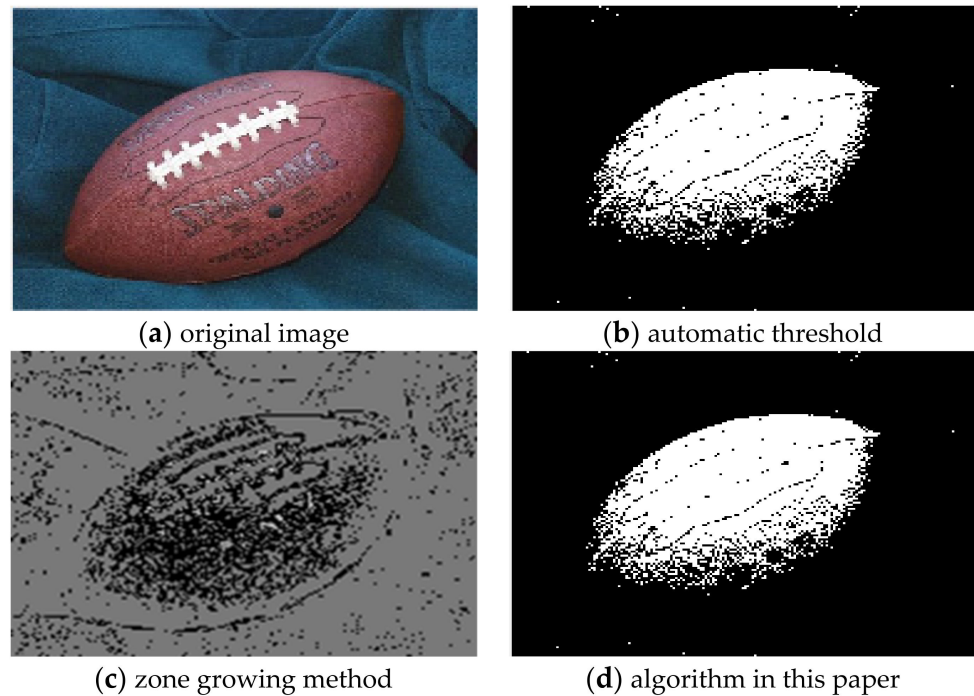 SPALDING
(a) original image
(b) automatic threshold
(c) zone growing method
(d) algorithm in this paper